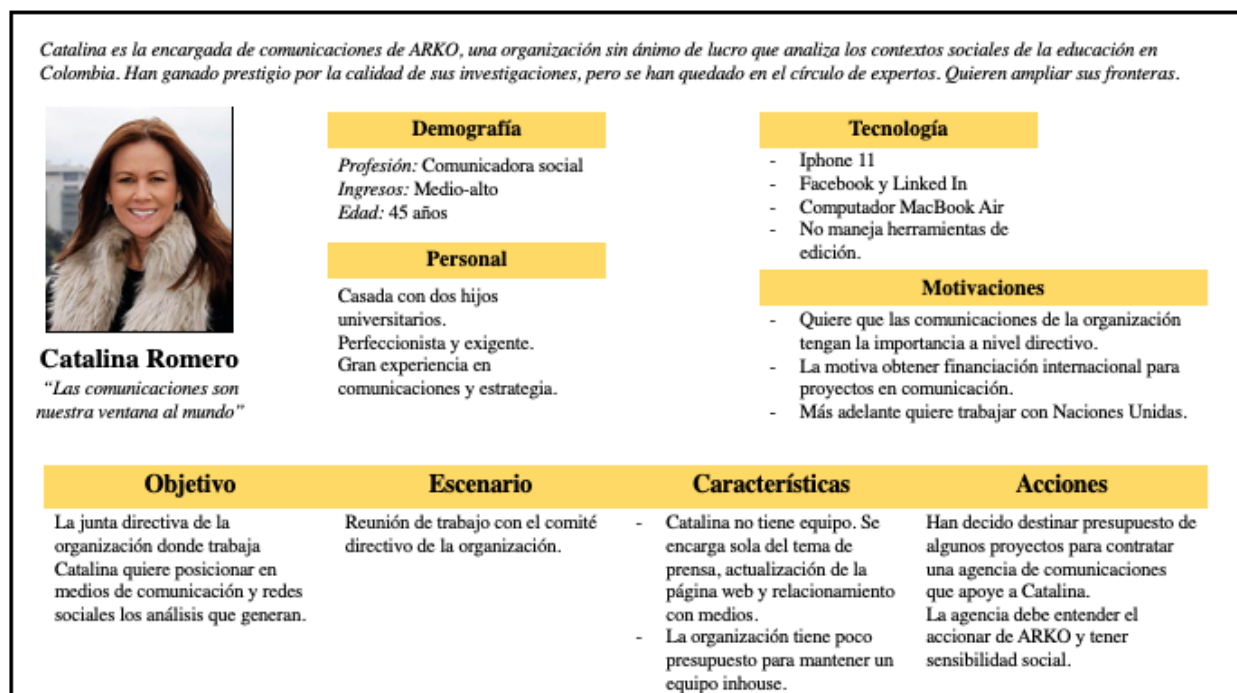 Catalina es la encargada de comunicaciones de ARKO, una organización sin ánimo de lucro que analiza los contextos sociales de la educación en
Colombia. Han ganado prestigio por la calidad de sus investigaciones, pero se han quedado en el círculo de expertos. Quieren ampliar sus fronteras.
Catalina Romero
“Las comunicaciones son
nuestra ventana al mundo”
Demografía
Profesión: Comunicadora social
Ingresos: Medio-alto
Edad: 45 años
Personal
Casada con dos hijos
universitarios.
Perfeccionista y exigente.
Gran experiencia en
comunicaciones y estrategia.
Tecnología
- Iphone 11
- Facebook y Linked In
- Computador MacBook Air
- No maneja herramientas de
edición.
Motivaciones
- Quiere que las comunicaciones de la organización
tengan la importancia a nivel directivo.
- La motiva obtener financiación internacional para
proyectos en comunicación.
- Más adelante quiere trabajar con Naciones Unidas.
Objetivo
La junta directiva de la
organización donde trabaja
Catalina quiere posicionar en
medios de comunicación y redes
sociales los análisis que generan.
Escenario
Reunión de trabajo con el comité
directivo de la organización.
Características
- Catalina no tiene equipo. Se
encarga sola del tema de
prensa, actualización de la
página web y relacionamiento
con medios.
- La organización tiene poco
presupuesto para mantener un
equipo inhouse.
Acciones
Han decido destinar presupuesto de
algunos proyectos para contratar
una agencia de comunicaciones
que apoye a Catalina.
La agencia debe entender el
accionar de ARKO y tener
sensibilidad social.